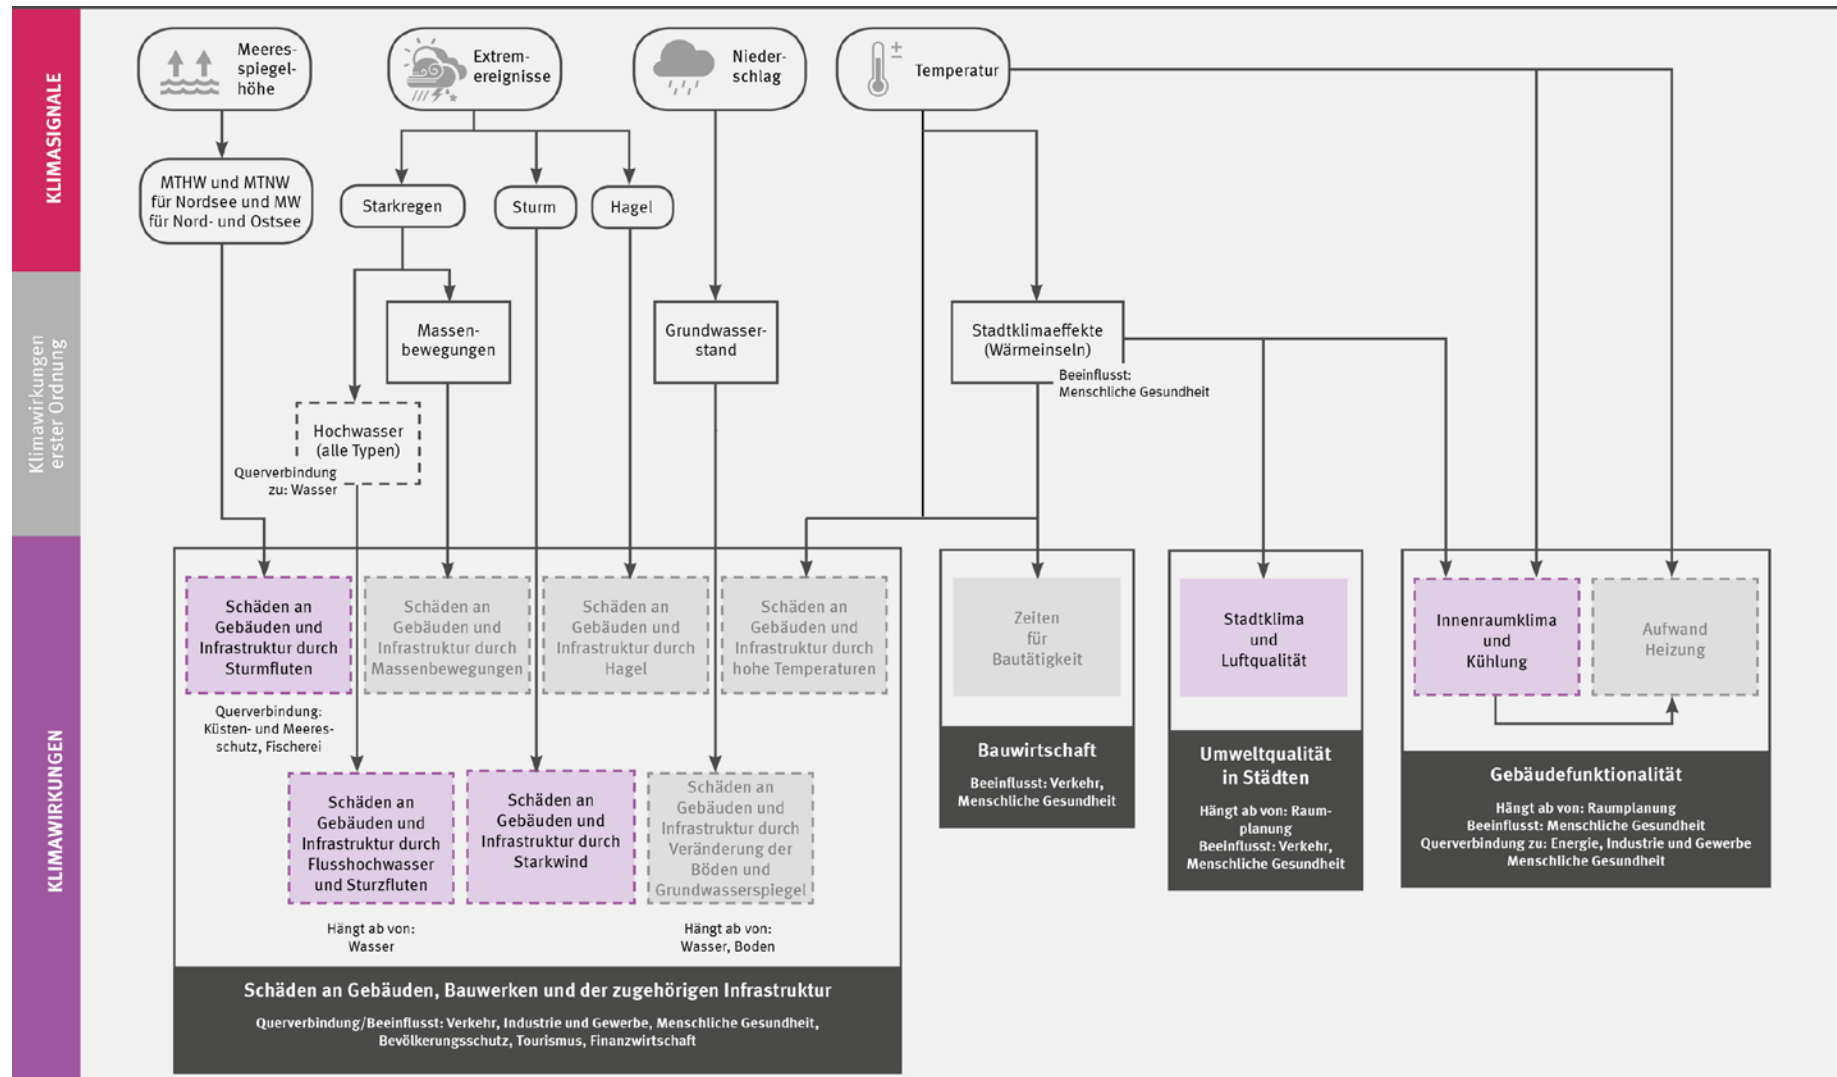 KLIMASIGNALE
Meeres-
spiegel-
höhe
Extrem-
ereignisse
Nieder-
schlag
±
Temperatur
MTHW und MTNW
für Nordsee und MW
für Nord- und Ostsee
Starkregen
Sturm
Hagel
Klimawirkungen
erster Ordnung
Massen-
bewegungen
Grundwasser-
stand
Stadtklimaeffekte
(Wärmeinseln)
Beeinflusst:
Menschliche Gesundheit
Hochwasser
(alle Typen)
Querverbindung
zu: Wasser
KLIMAWIRKUNGEN
Schäden an
Gebäuden und
Infrastruktur durch
Sturmfluten
Querverbindung:
Küsten- und Meeres-
schutz, Fischerei
Schäden an
Gebäuden und
Infrastruktur durch
Massenbewegungen
Schäden an
Gebäuden und
Infrastruktur durch
Hagel
Schäden an
Gebäuden und
Infrastruktur durch
hohe Temperaturen
Schäden an
Gebäuden und
Infrastruktur durch
Flusshochwasser
und Sturzfluten
Hängt ab von:
Wasser
Schäden an
Gebäuden und
Infrastruktur durch
Starkwind
Schäden an
Gebäuden und
Infrastruktur durch
Veränderung der
Böden und
Grundwasserspiegel
Hängt ab von:
Wasser, Boden
Schäden an Gebäuden, Bauwerken und der zugehörigen Infrastruktur
Querverbindung/Beeinflusst: Verkehr, Industrie und Gewerbe, Menschliche Gesundheit,
Bevölkerungsschutz, Tourismus, Finanzwirtschaft
Zeiten
für
Bautätigkeit
Bauwirtschaft
Beeinflusst: Verkehr,
Menschliche Gesundheit
Stadtklima
und
Luftqualität
Umweltqualität
in Städten
Hängt ab von: Raum-
planung
Beeinflusst: Verkehr,
Menschliche Gesundheit
Innenraumklima
und
Kühlung
Aufwand
Heizung
Gebäudefunktionalität
Hängt ab von: Raumplanung
Beeinflusst: Menschliche Gesundheit
Querverbindung zu: Energie, Industrie und Gewerbe
Menschliche Gesundheit